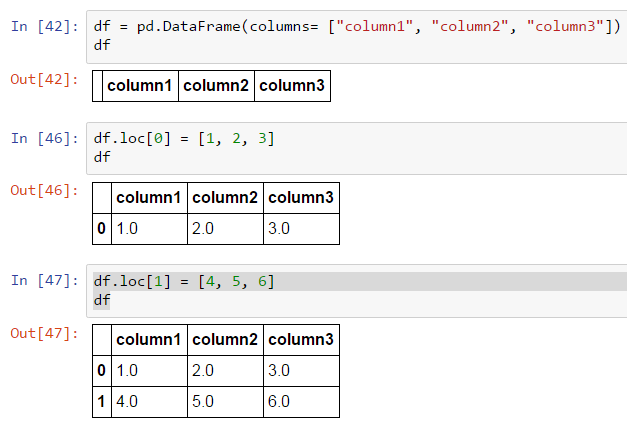 In [42]: df = pd.DataFrame(columns= ["column1", "column2", "column3"])
df
Out[42]:
column1 column2 column3
In [46]: df.loc[0] = [1, 2, 3]
df
Out[46]:
column1 column2 column3
0 1.0 2.0 3.0
In [47]: df.loc[1] = [4, 5, 6]
df
Out[47]:
column1 column2 column3
0 1.0 2.0 3.0
1 4.0 5.0 6.0